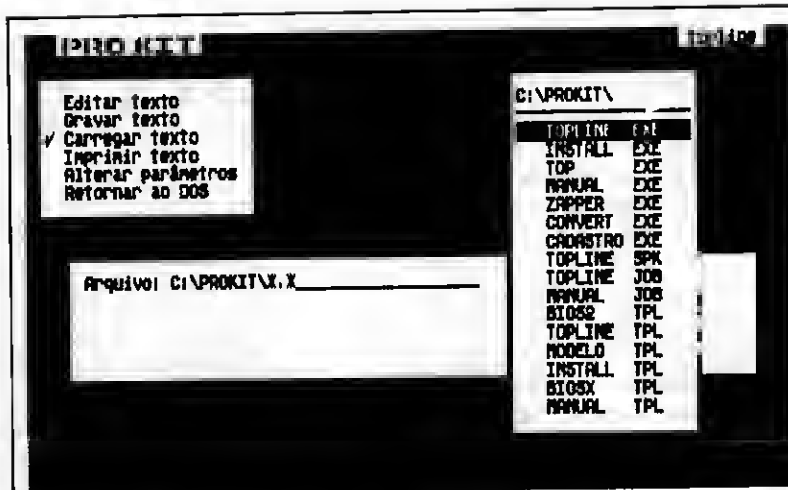 PRO KIT
topline
Editar texto
Gravar texto
√ Carregar texto
Imprimir texto
Alterar parâmetros
Retornar ao DOS
C:\PROKIT\
TOPLINE EXE
INSTALL EXE
TOP EXE
MANUAL EXE
ZAPPER EXE
CONVERT EXE
CADASTRO EXE
TOPLINE SPK
TOPLINE JOB
MANUAL JOB
BIOS2 TPL
TOPLINE TPL
MODELO TPL
INSTALL TPL
BIOSX TPL
MANUAL TPL
Arquivo: C:\PROKIT\X.X